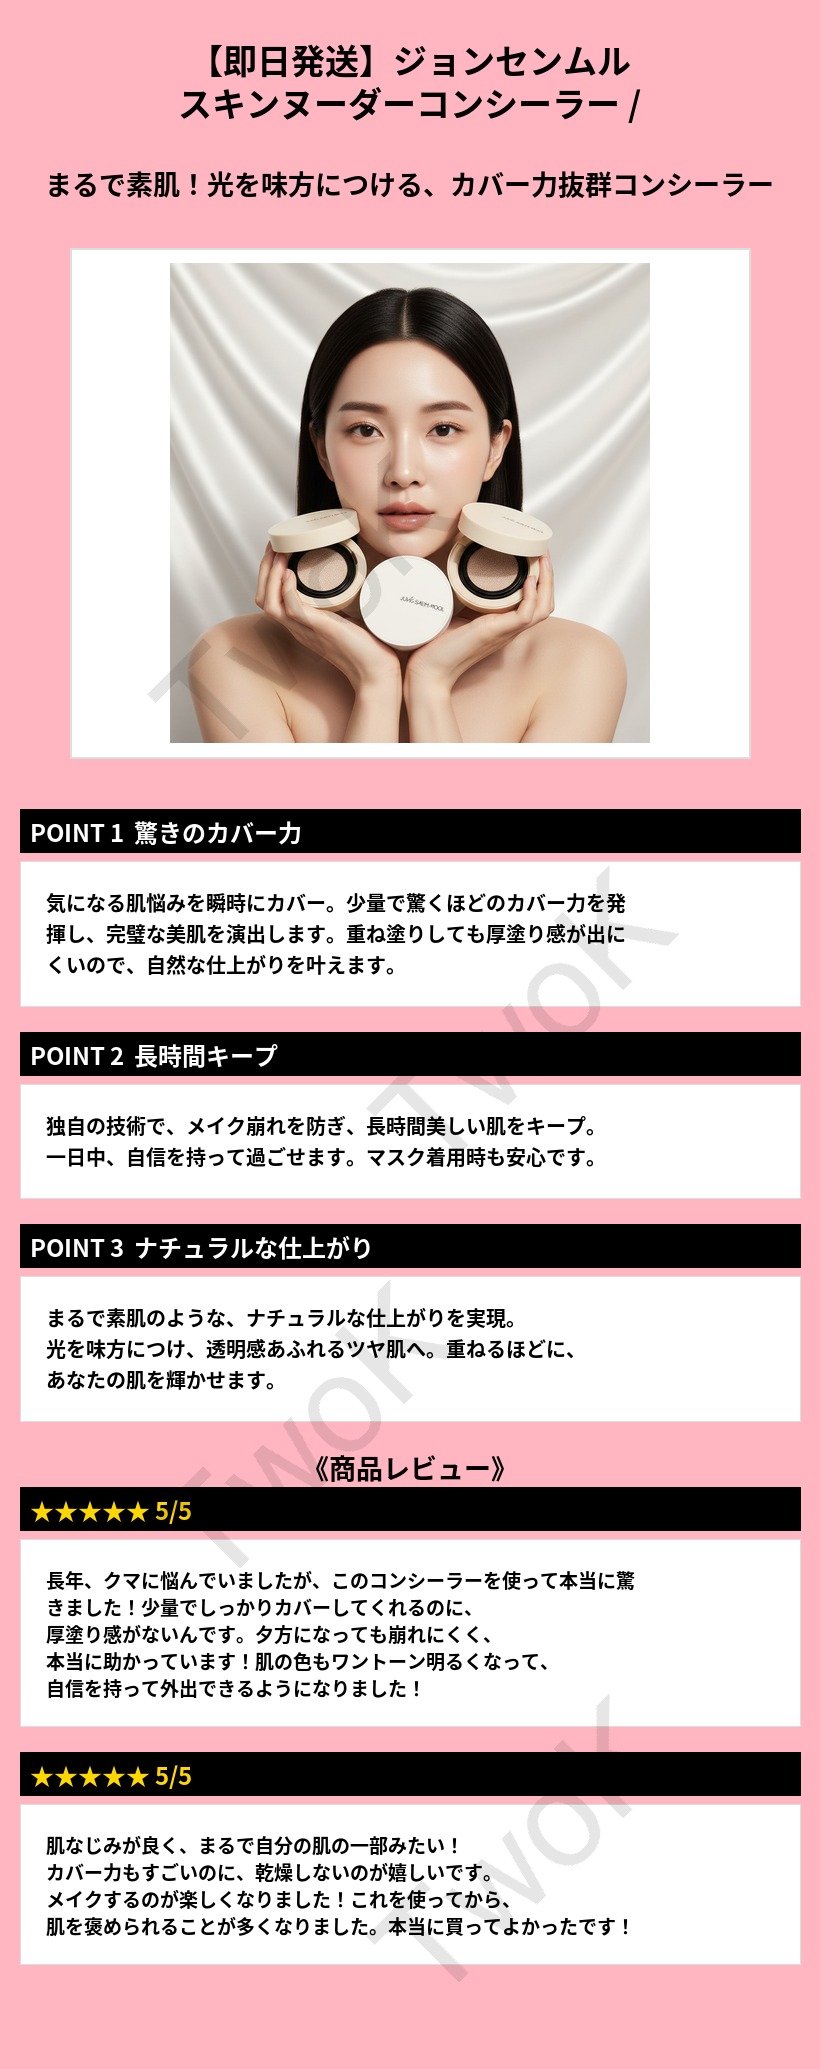 【即日発送】ジョンセンムル
スキンヌーダーコンシーラー /
まるで素肌！光を味方につける、カバー力抜群コンシーラー
JUNG SAEM MOOL
POINT 1 驚きのカバー力
気になる肌悩みを瞬時にカバー。少量で驚くほどのカバー力を発
揮し、完璧な美肌を演出します。重ね塗りしても厚塗り感が出に
くいので、自然な仕上がりを叶えます。
POINT 2 長時間キープ
独自の技術で、メイク崩れを防ぎ、長時間美しい肌をキープ。
一日中、自信を持って過ごせます。マスク着用時も安心です。
POINT 3 ナチュラルな仕上がり
まるで素肌のような、ナチュラルな仕上がりを実現。
光を味方につけ、透明感あふれるツヤ肌へ。重ねるほどに、
あなたの肌を輝かせます。
《商品レビュー》
★★★★★ 5/5
長年、クマに悩んでいましたが、このコンシーラーを使って本当に驚
きました！少量でしっかりカバーしてくれるのに、
厚塗り感がないんです。夕方になっても崩れにくく、
本当に助かっています！肌の色もワントーン明るくなって、
自信を持って外出できるようになりました！
★★★★★ 5/5
肌なじみが良く、まるで自分の肌の一部みたい！
カバー力もすごいのに、乾燥しないのが嬉しいです。
メイクするのが楽しくなりました！これを使ってから、
肌を褒められることが多くなりました。本当に買ってよかったです！
TwoK
TwoK
TwoK
TwoK